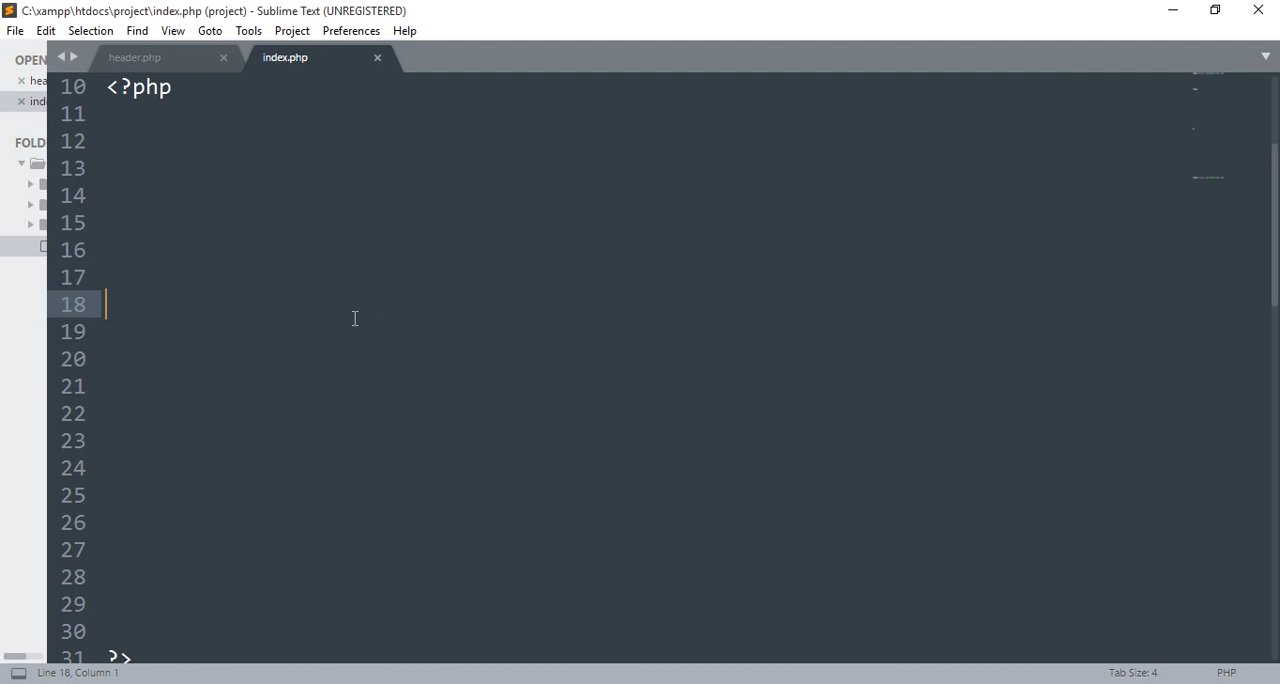 C:\xampp\htdocs\project\index.php (project) - Sublime Text (UNREGISTERED)
File Edit Selection Find View Goto Tools Project Preferences Help
OPEN
header.php
index.php
hea
ind
FOLD
10 <?php
11
12
13
14
15
16
17
18
19
20
21
22
23
24
25
26
27
28
29
30
31 ?>
Line 18, Column 1
Tab Size: 4
PHP